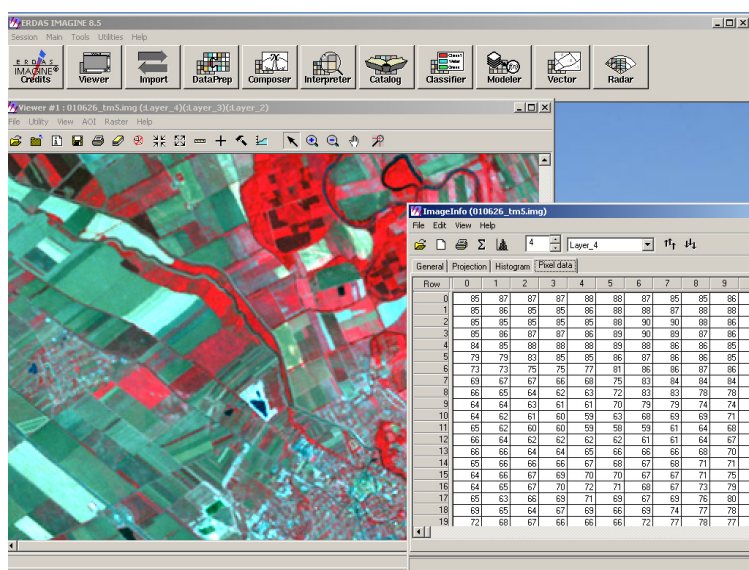 ERDAS IMAGINE 8.5
Session Main Tools Utilities Help
ERDAS IMAGINE® Credits Viewer Import DataPrep Composer Interpreter Catalog Classifier Modeler Vector Radar
Viewer #1 : 010626_tm5.img (:Layer_4)(:Layer_3)(:Layer_2)
File Utility View AOI Raster Help
ImageInfo (010626_tm5.img)
File Edit View Help
4 Layer_4
General Projection Histogram Pixel data
Row 0 1 2 3 4 5 6 7 8 9
0 85 87 87 87 88 88 87 85 85 86
1 85 86 85 85 86 88 88 87 88 88
2 85 85 85 85 85 88 90 90 88 86
3 85 86 87 87 86 89 90 89 87 86
4 84 85 88 88 88 89 88 86 86 85
5 79 79 83 85 85 86 87 86 86 85
6 73 73 75 75 77 81 86 86 87 86
7 69 67 67 66 68 75 83 84 84 84
8 66 65 64 62 63 72 83 83 78 78
9 64 64 63 61 61 70 79 79 74 74
10 64 62 61 60 59 63 68 69 69 71
11 65 62 60 60 59 58 59 61 64 68
12 66 64 62 62 62 62 61 61 64 67
13 66 66 64 64 65 66 66 66 68 70
14 65 66 66 66 67 68 67 68 71 71
15 64 66 67 69 70 70 67 67 71 75
16 64 65 67 70 72 71 68 67 73 79
17 65 63 66 69 71 69 67 69 76 80
18 69 65 64 67 69 66 69 74 77 78
19 72 68 67 66 66 66 72 77 78 77